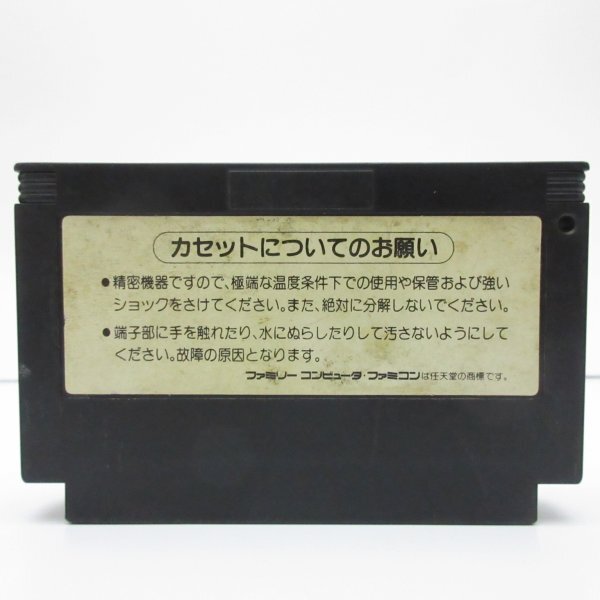 カセットについてのお願い
●精密機器ですので、極端な温度条件下での使用や保管および強い
ショックをさけてください。また、絶対に分解しないでください。
●端子部に手を触れたり、水にぬらしたりして汚さないようにして
ください。故障の原因となります。
ファミリー コンピュータ・ファミコンは任天堂の商標です。